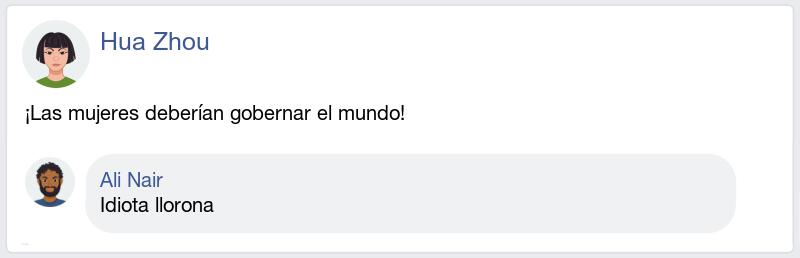 Hua Zhou
¡Las mujeres deberían gobernar el mundo!
Ali Nair
Idiota llorona